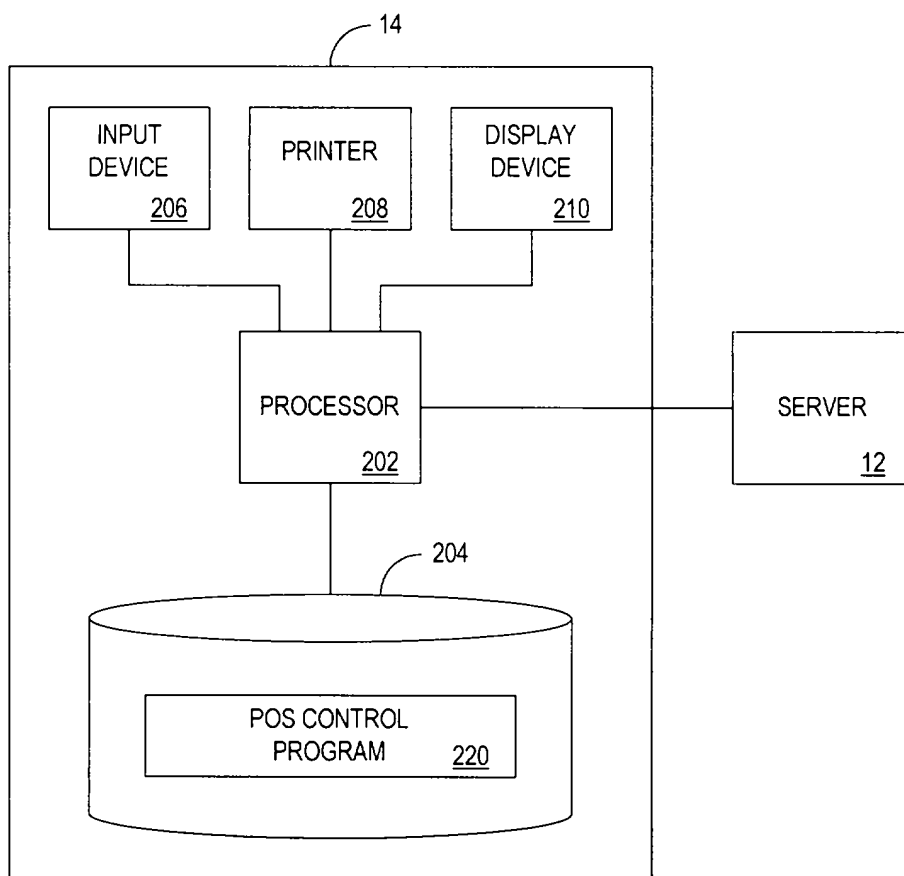 14
INPUT
DEVICE
206
PRINTER
208
DISPLAY
DEVICE
210
PROCESSOR
202
SERVER
12
204
POS CONTROL
PROGRAM
220